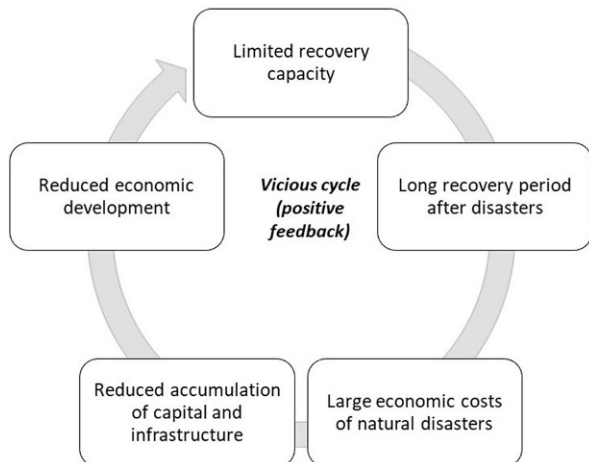 Limited recovery
capacity
Long recovery period
after disasters
Large economic costs
of natural disasters
Reduced accumulation
of capital and
infrastructure
Reduced economic
development
Vicious cycle
(positive
feedback)